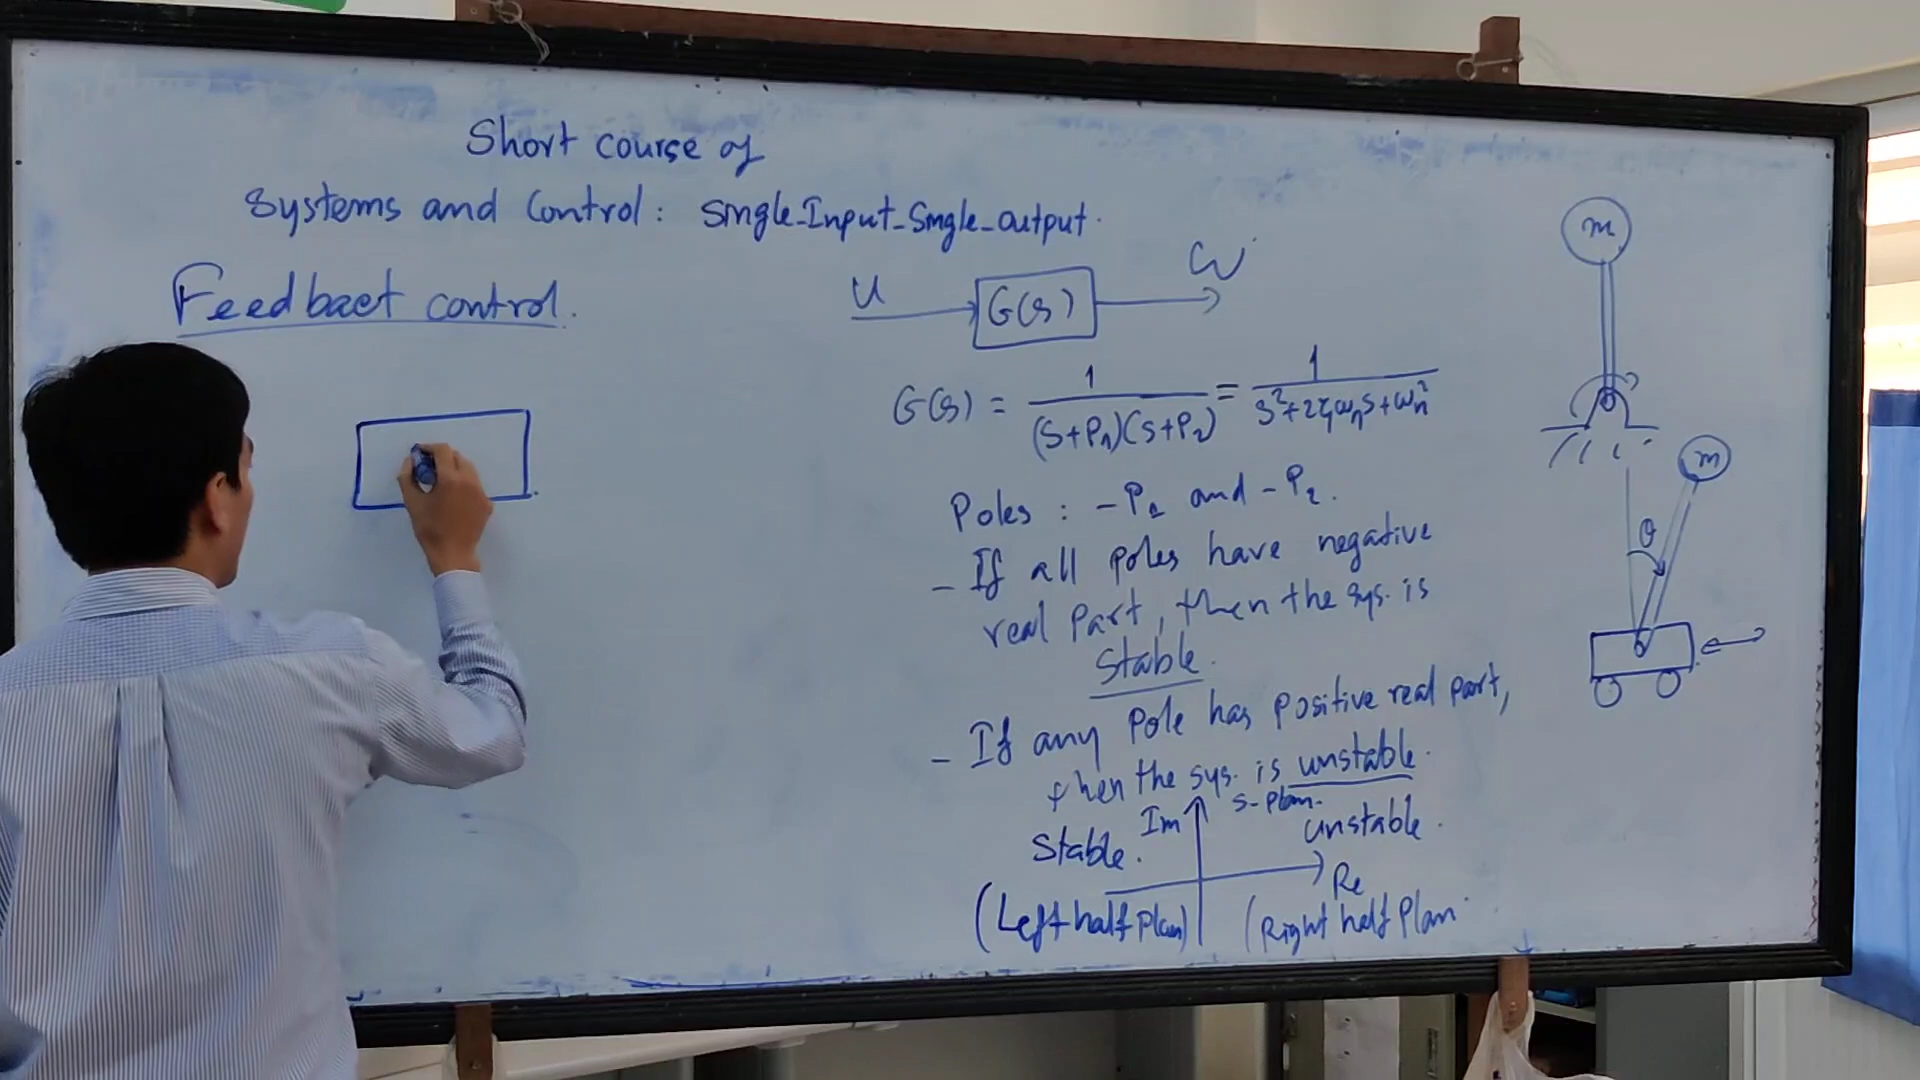 Short course of
Systems and Control: Single-Input-Single-output.
Feedback control.
U
G(s)
ω
G(s) = 1/((s+P1)(s+P2)) = 1/(s²+2ζωns+ωn²)
Poles : -P1 and -P2.
- If all poles have negative
real part, then the sys. is
stable.
- If any pole has positive real part,
then the sys. is unstable.
s-plan.
Im
Stable.
unstable.
Re
(Left half plan)
(Right half plan
m
m
θ